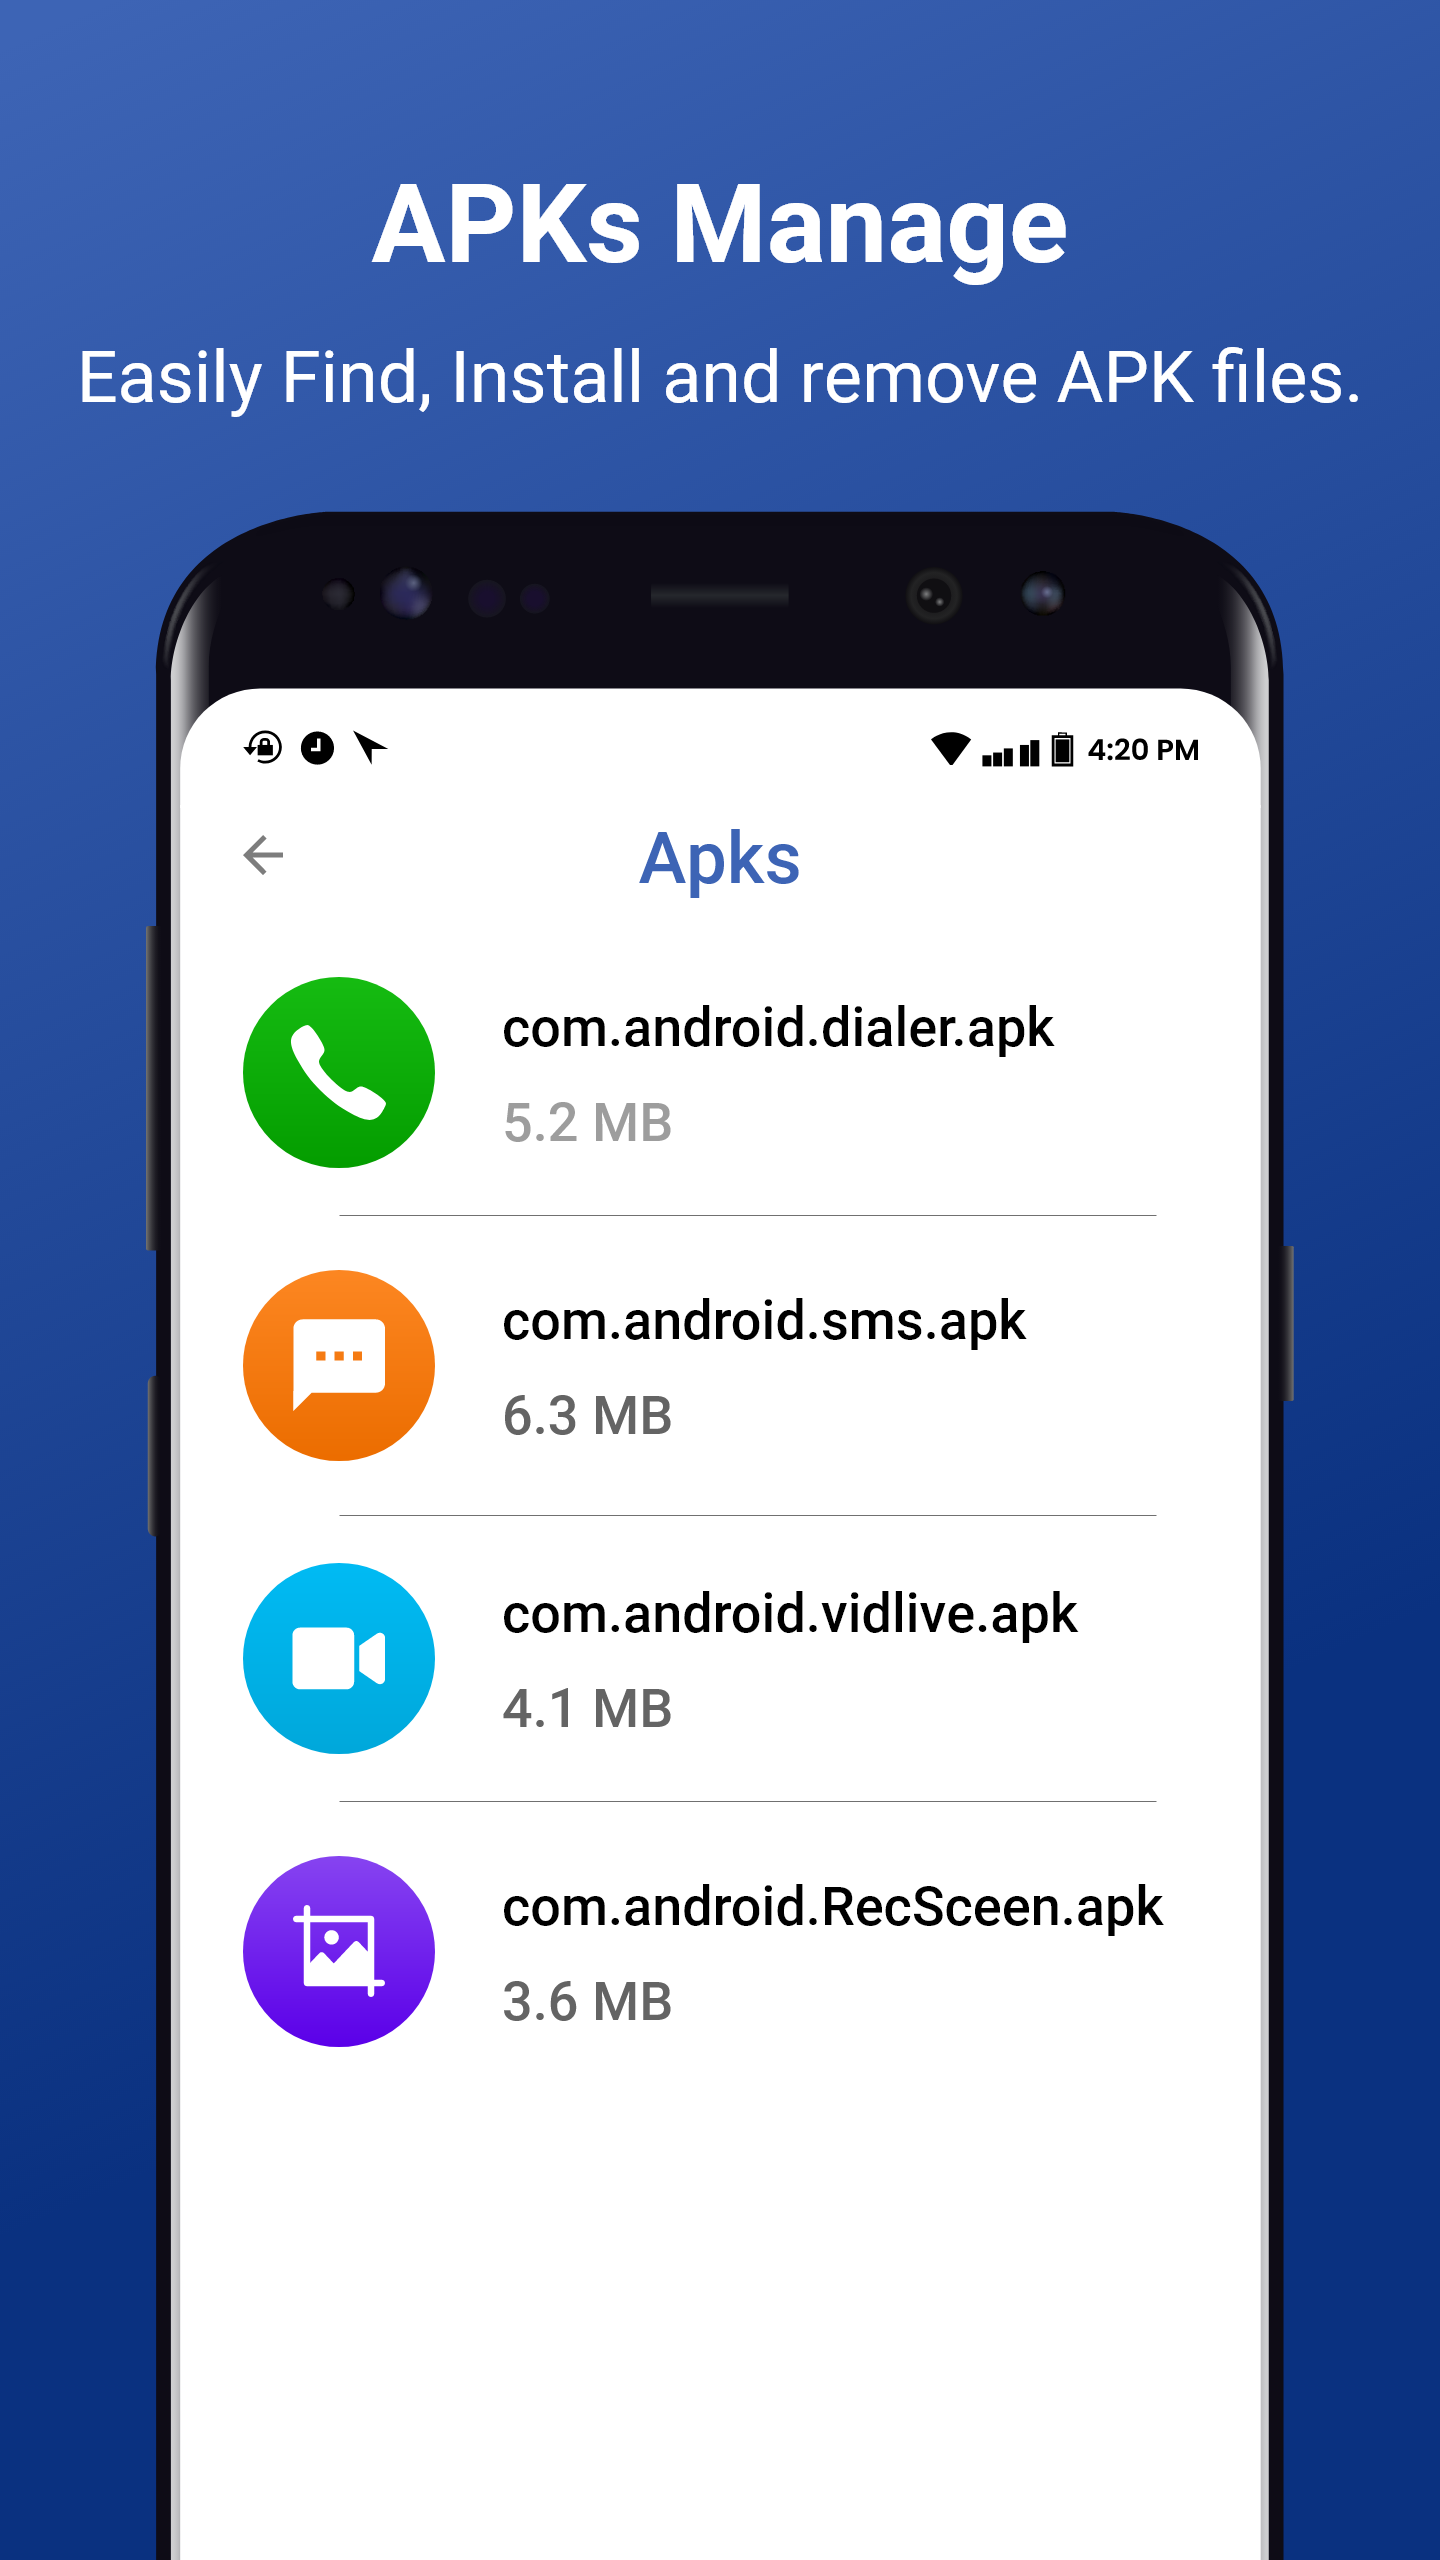 APKs Manage
Easily Find, Install and remove APK files.
4:20 PM
Apks
com.android.dialer.apk
5.2 MB
com.android.sms.apk
6.3 MB
com.android.vidlive.apk
4.1 MB
com.android.RecSceen.apk
3.6 MB